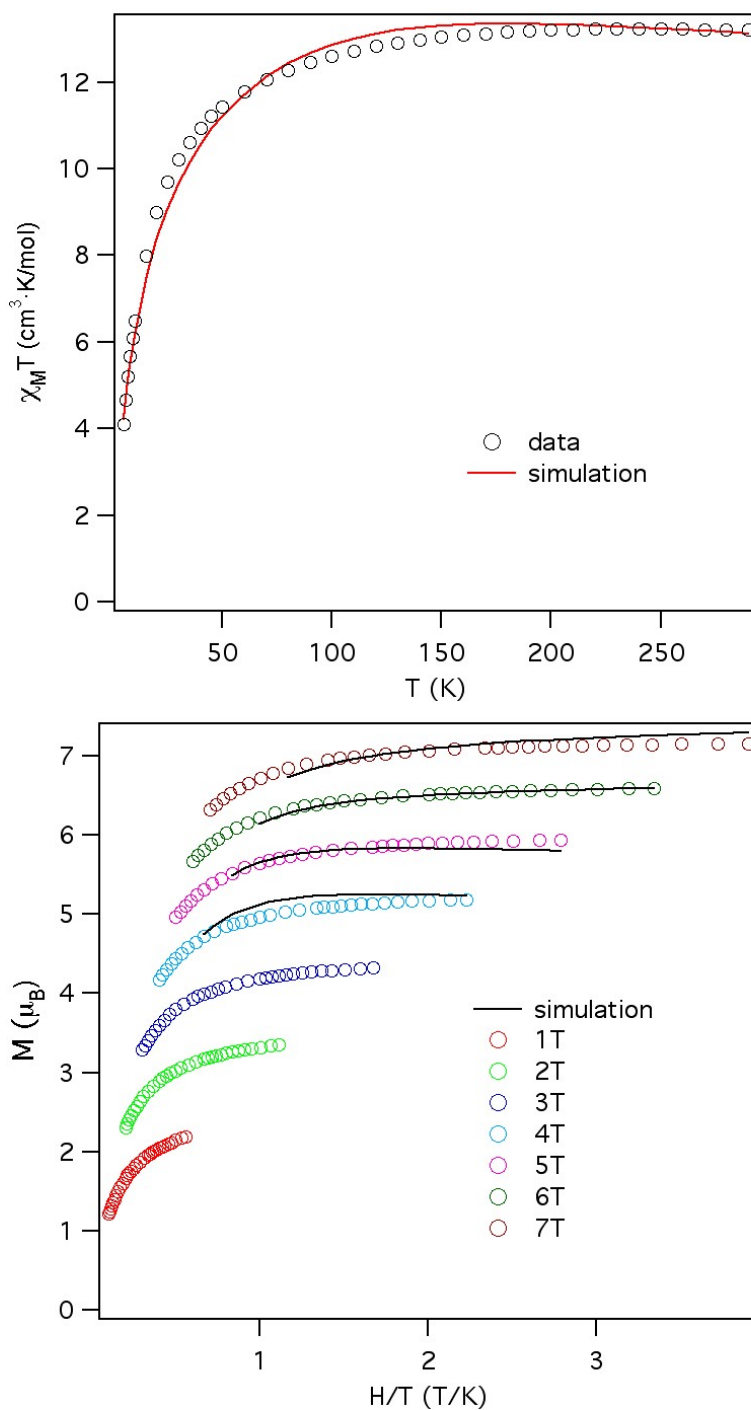 12
10
8
6
4
2
0
χMT (cm³·K/mol)
data
simulation
50
100
150
200
250
T (K)
7
6
5
4
3
2
1
0
M (μB)
simulation
1T
2T
3T
4T
5T
6T
7T
1
2
3
H/T (T/K)